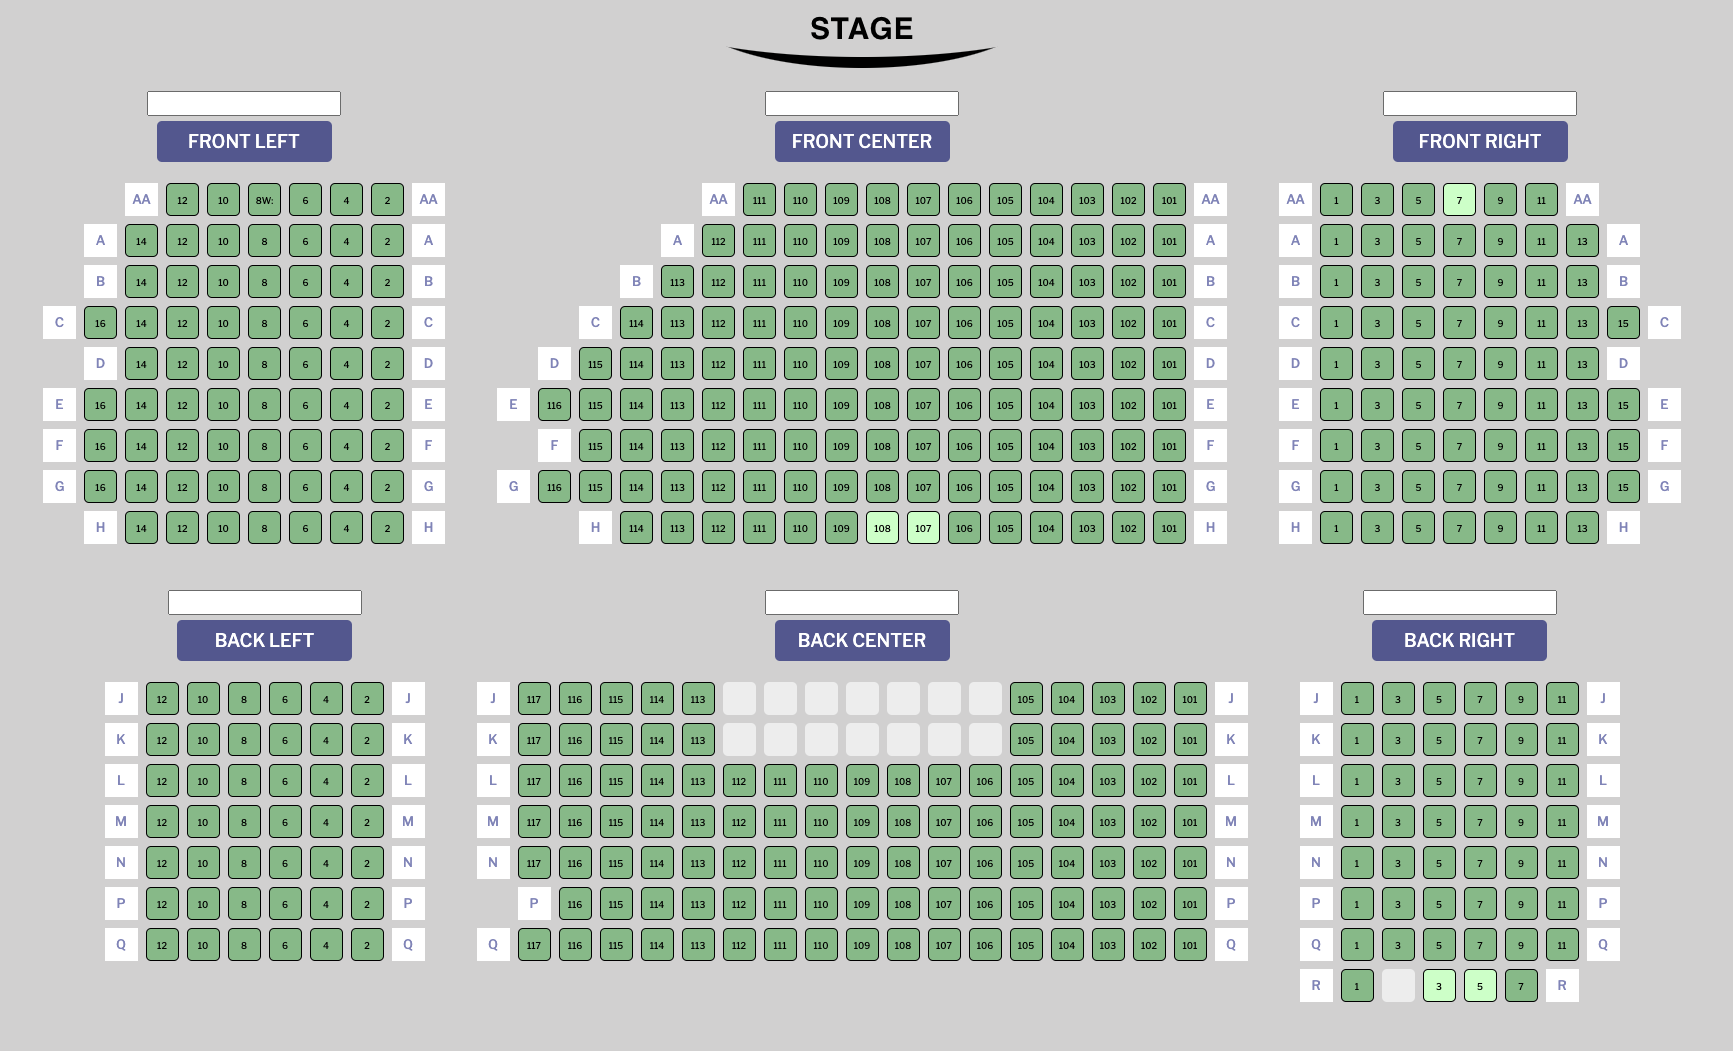 STAGE
FRONT LEFT FRONT CENTER FRONT RIGHT
AA 12 10 8W: 6 4 2 AA AA 111 110 109 108 107 106 105 104 103 102 101 AA AA 1 3 5 7 9 11 AA
A 14 12 10 8 6 4 2 A A 112 111 110 109 108 107 106 105 104 103 102 101 A A 1 3 5 7 9 11 13 A
B 14 12 10 8 6 4 2 B B 113 112 111 110 109 108 107 106 105 104 103 102 101 B B 1 3 5 7 9 11 13 B
C 16 14 12 10 8 6 4 2 C C 114 113 112 111 110 109 108 107 106 105 104 103 102 101 C C 1 3 5 7 9 11 13 15 C
D 14 12 10 8 6 4 2 D D 115 114 113 112 111 110 109 108 107 106 105 104 103 102 101 D D 1 3 5 7 9 11 13 D
E 16 14 12 10 8 6 4 2 E E 116 115 114 113 112 111 110 109 108 107 106 105 104 103 102 101 E E 1 3 5 7 9 11 13 15 E
F 16 14 12 10 8 6 4 2 F F 115 114 113 112 111 110 109 108 107 106 105 104 103 102 101 F F 1 3 5 7 9 11 13 15 F
G 16 14 12 10 8 6 4 2 G G 116 115 114 113 112 111 110 109 108 107 106 105 104 103 102 101 G G 1 3 5 7 9 11 13 15 G
H 14 12 10 8 6 4 2 H H 114 113 112 111 110 109 108 107 106 105 104 103 102 101 H H 1 3 5 7 9 11 13 H
BACK LEFT BACK CENTER BACK RIGHT
J 12 10 8 6 4 2 J J 117 116 115 114 113 105 104 103 102 101 J J 1 3 5 7 9 11 J
K 12 10 8 6 4 2 K K 117 116 115 114 113 105 104 103 102 101 K K 1 3 5 7 9 11 K
L 12 10 8 6 4 2 L L 117 116 115 114 113 112 111 110 109 108 107 106 105 104 103 102 101 L L 1 3 5 7 9 11 L
M 12 10 8 6 4 2 M M 117 116 115 114 113 112 111 110 109 108 107 106 105 104 103 102 101 M M 1 3 5 7 9 11 M
N 12 10 8 6 4 2 N N 117 116 115 114 113 112 111 110 109 108 107 106 105 104 103 102 101 N N 1 3 5 7 9 11 N
P 12 10 8 6 4 2 P P 116 115 114 113 112 111 110 109 108 107 106 105 104 103 102 101 P P 1 3 5 7 9 11 P
Q 12 10 8 6 4 2 Q Q 117 116 115 114 113 112 111 110 109 108 107 106 105 104 103 102 101 Q Q 1 3 5 7 9 11 Q
R 1 3 5 7 R